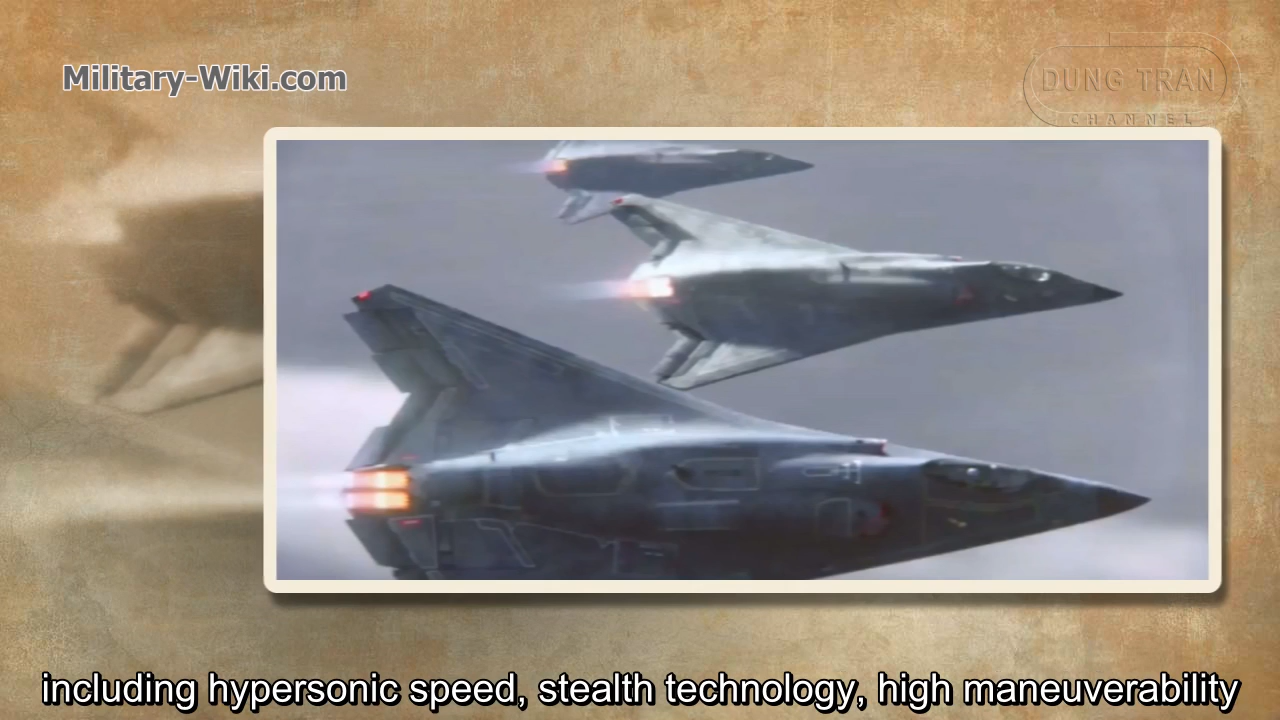 Military-Wiki.com
DUNG TRAN
CHANNEL
including hypersonic speed, stealth technology, high maneuverability